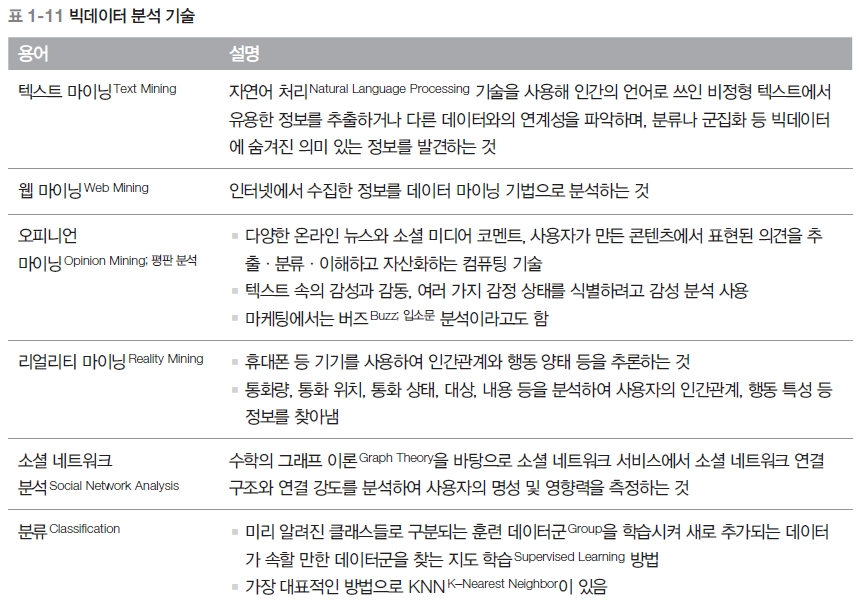 표 1-11 빅데이터 분석 기술
용어 설명
텍스트 마이닝Text Mining 자연어 처리Natural Language Processing 기술을 사용해 인간의 언어로 쓰인 비정형 텍스트에서
유용한 정보를 추출하거나 다른 데이터와의 연계성을 파악하며, 분류나 군집화 등 빅데이터
에 숨겨진 의미 있는 정보를 발견하는 것
웹 마이닝Web Mining 인터넷에서 수집한 정보를 데이터 마이닝 기법으로 분석하는 것
오피니언
마이닝Opinion Mining; 평판 분석
■ 다양한 온라인 뉴스와 소셜 미디어 코멘트, 사용자가 만든 콘텐츠에서 표현된 의견을 추
출 · 분류 · 이해하고 자산화하는 컴퓨팅 기술
■ 텍스트 속의 감성과 감동, 여러 가지 감정 상태를 식별하려고 감성 분석 사용
■ 마케팅에서는 버즈Buzz; 입소문 분석이라고도 함
리얼리티 마이닝Reality Mining ■ 휴대폰 등 기기를 사용하여 인간관계와 행동 양태 등을 추론하는 것
■ 통화량, 통화 위치, 통화 상태, 대상, 내용 등을 분석하여 사용자의 인간관계, 행동 특성 등
정보를 찾아냄
소셜 네트워크
분석Social Network Analysis
수학의 그래프 이론Graph Theory을 바탕으로 소셜 네트워크 서비스에서 소셜 네트워크 연결
구조와 연결 강도를 분석하여 사용자의 명성 및 영향력을 측정하는 것
분류Classification ■ 미리 알려진 클래스들로 구분되는 훈련 데이터군Group을 학습시켜 새로 추가되는 데이터
가 속할 만한 데이터군을 찾는 지도 학습Supervised Learning 방법
■ 가장 대표적인 방법으로 KNNK-Nearest Neighbor이 있음